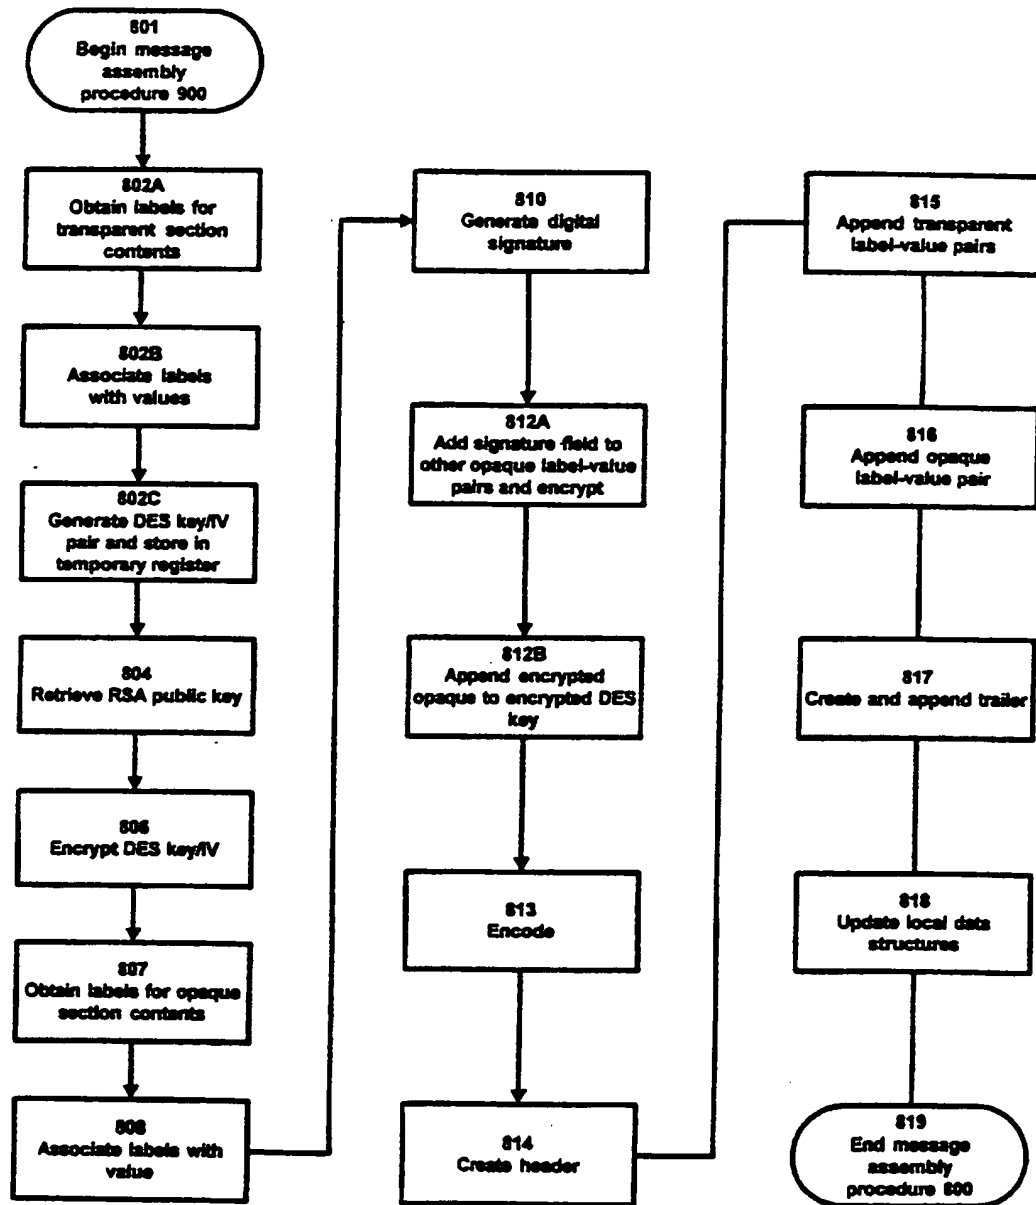 801
Begin message
assembly
procedure 900
802A
Obtain labels for
transparent section
contents
802B
Associate labels
with values
802C
Generate DES key/IV
pair and store in
temporary register
804
Retrieve RSA public key
806
Encrypt DES key/IV
807
Obtain labels for opaque
section contents
808
Associate labels with
value
810
Generate digital
signature
812A
Add signature field to
other opaque label-value
pairs and encrypt
812B
Append encrypted
opaque to encrypted DES
key
813
Encode
814
Create header
815
Append transparent
label-value pairs
816
Append opaque
label-value pair
817
Create and append trailer
818
Update local data
structures
819
End message
assembly
procedure 800